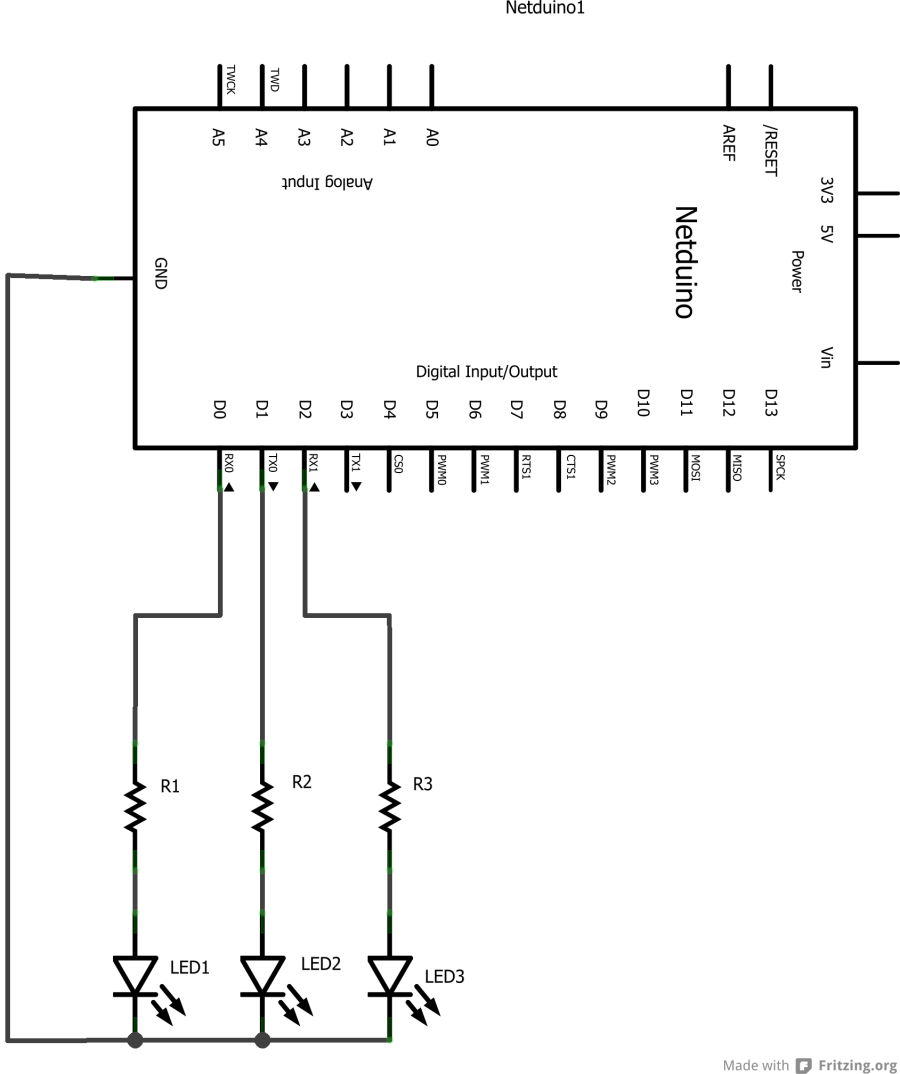 Netduino1
TWCK
TWD
A5
A4
A3
A2
A1
A0
AREF
/RESET
Analog Input
3V3
5V
Power
Netduino
GND
Vin
Digital Input/Output
D0
D1
D2
D3
D4
D5
D6
D7
D8
D9
D10
D11
D12
D13
RX0
TX0
RX1
TX1
CS0
PWM0
PWM1
RTS1
CTS1
PWM2
PWM3
MOSI
MISO
SPCK
R1
R2
R3
LED1
LED2
LED3
Made with Fritzing.org